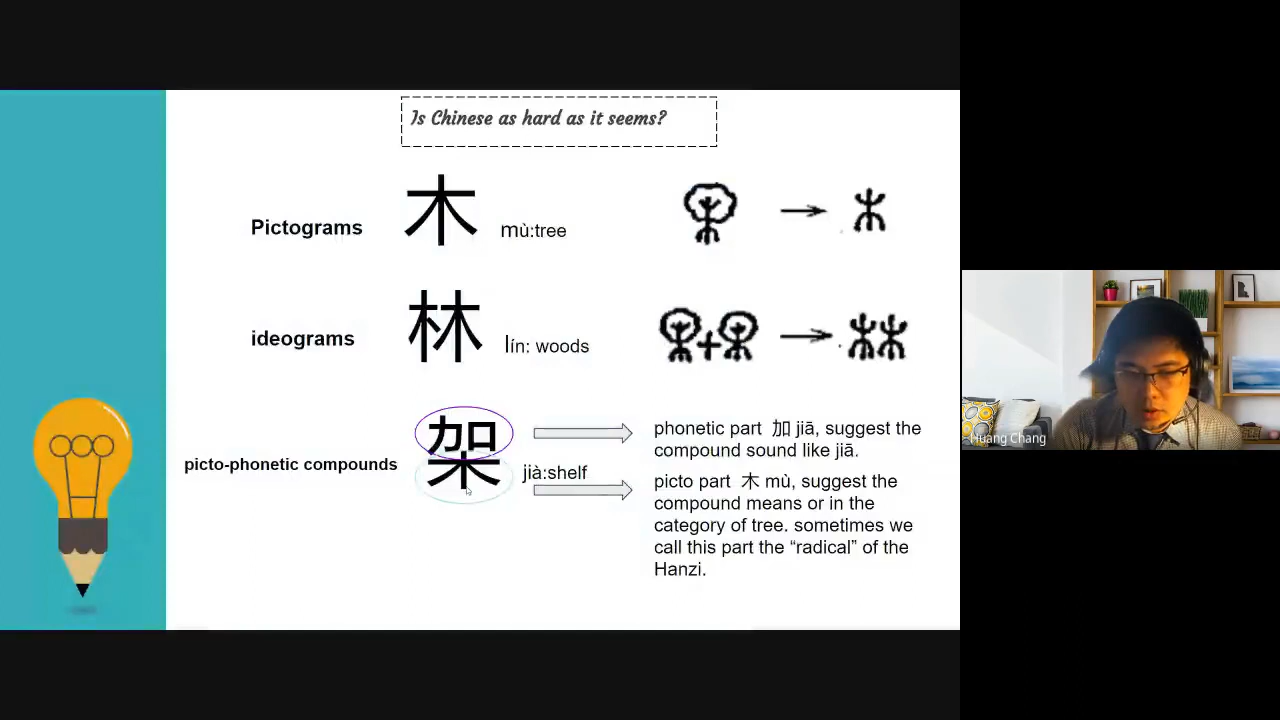 Is Chinese as hard as it seems?
Pictograms
木
mù:tree
ideograms
林
lín: woods
picto-phonetic compounds
架
jià:shelf
phonetic part 加 jiā, suggest the
compound sound like jiā.
picto part 木 mù, suggest the
compound means or in the
category of tree. sometimes we
call this part the “radical” of the
Hanzi.
Huang Chang